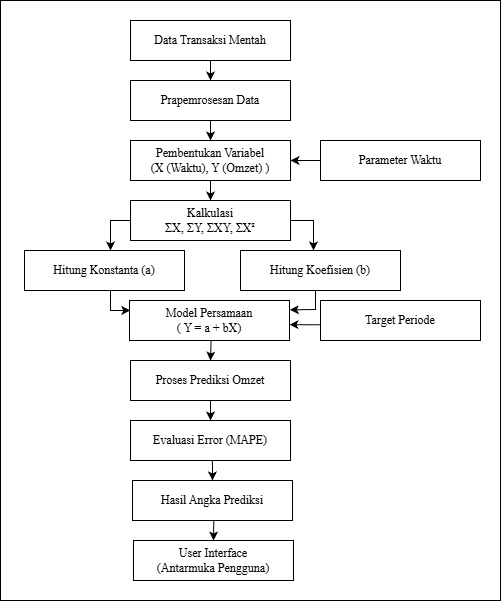 Data Transaksi Mentah
Prapemrosesan Data
Pembentukan Variabel
(X (Waktu), Y (Omzet) )
Parameter Waktu
Kalkulasi
ΣX, ΣY, ΣXY, ΣX²
Hitung Konstanta (a)
Hitung Koefisien (b)
Model Persamaan
( Y = a + bX)
Target Periode
Proses Prediksi Omzet
Evaluasi Error (MAPE)
Hasil Angka Prediksi
User Interface
(Antarmuka Pengguna)